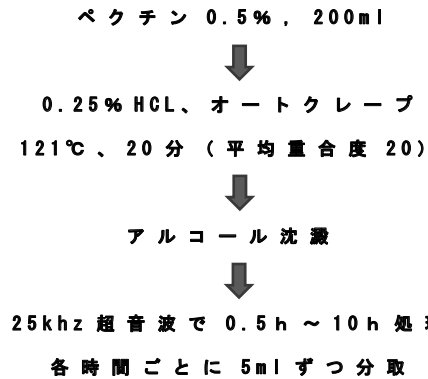 ペクチン 0.5%, 200ml
0.25%HCL、オートクレープ
121℃、20分 (平均重合度 20)
アルコール沈澱
25khz 超音波で 0.5h ~ 10h 処理
各時間ごとに 5ml ずつ分取